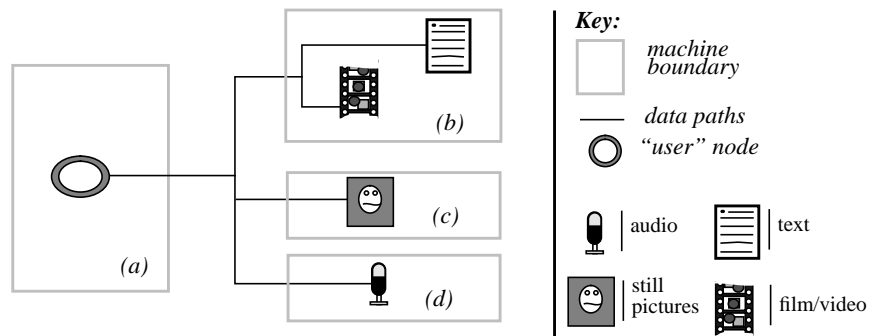 (a)
(b)
(c)
(d)
Key:
machine
boundary
data paths
“user” node
audio
text
still
pictures
film/video